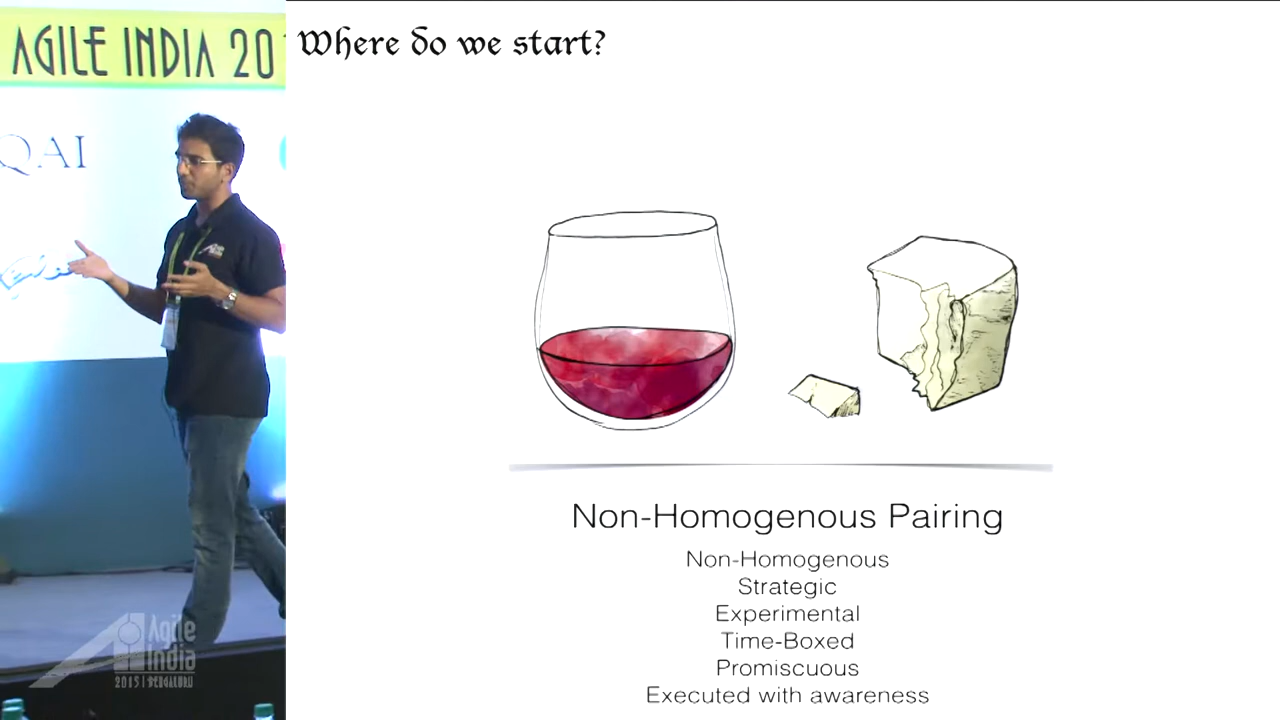 AGILE INDIA 20
QAI
Where do we start?
Non-Homogenous Pairing
Non-Homogenous
Strategic
Experimental
Time-Boxed
Promiscuous
Executed with awareness
Agile
India
2015 | BENGALURU